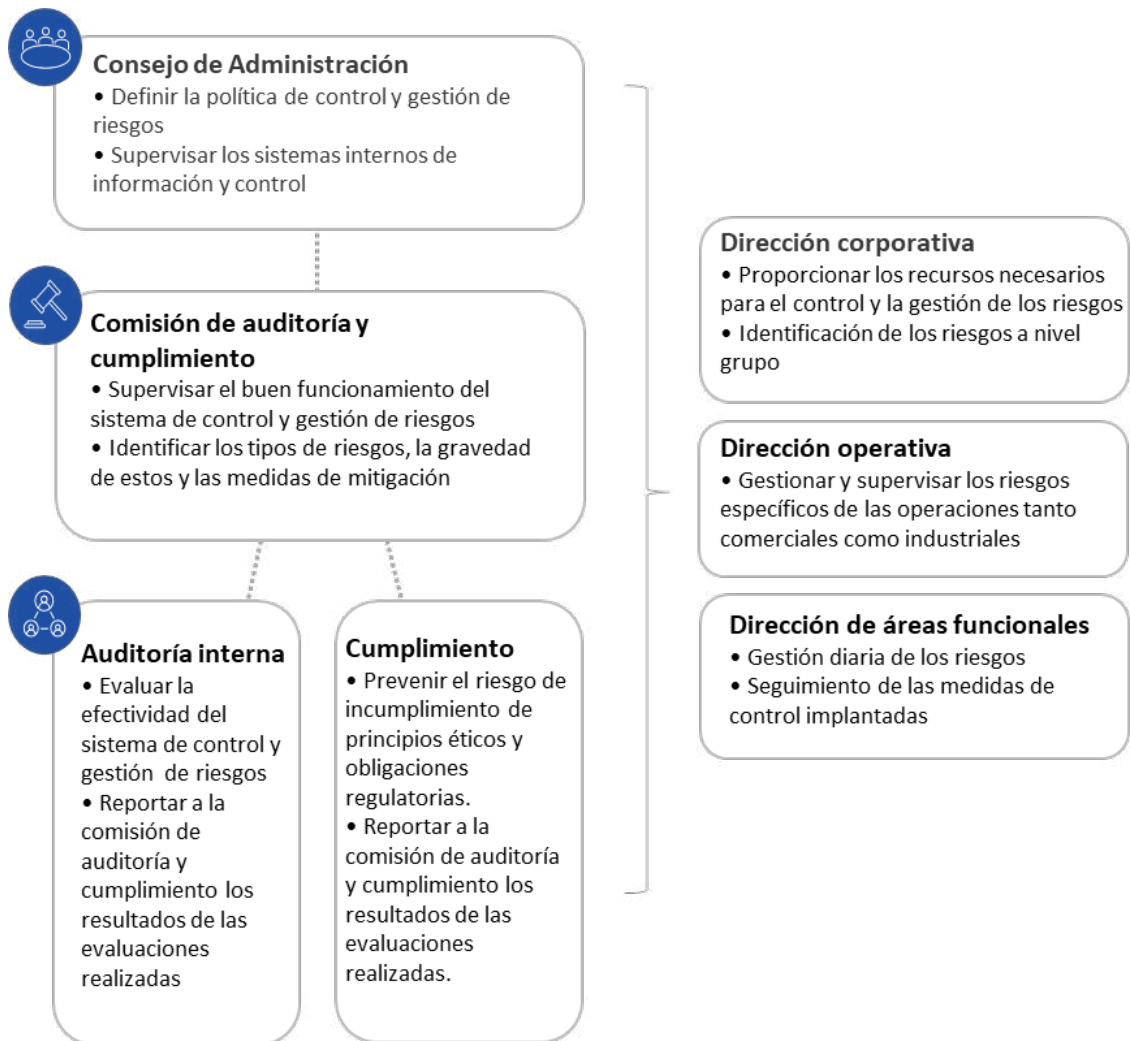 Consejo de Administración
• Definir la política de control y gestión de
riesgos
• Supervisar los sistemas internos de
información y control
Comisión de auditoría y
cumplimiento
• Supervisar el buen funcionamiento del
sistema de control y gestión de riesgos
• Identificar los tipos de riesgos, la gravedad
de estos y las medidas de mitigación
Auditoría interna
• Evaluar la
efectividad del
sistema de control y
gestión de riesgos
• Reportar a la
comisión de
auditoría y
cumplimiento los
resultados de las
evaluaciones
realizadas
Cumplimiento
• Prevenir el riesgo de
incumplimiento de
principios éticos y
obligaciones
regulatorias.
• Reportar a la
comisión de auditoría
y cumplimiento los
resultados de las
evaluaciones
realizadas.
Dirección corporativa
• Proporcionar los recursos necesarios
para el control y la gestión de los riesgos
• Identificación de los riesgos a nivel
grupo
Dirección operativa
• Gestionar y supervisar los riesgos
específicos de las operaciones tanto
comerciales como industriales
Dirección de áreas funcionales
• Gestión diaria de los riesgos
• Seguimiento de las medidas de
control implantadas